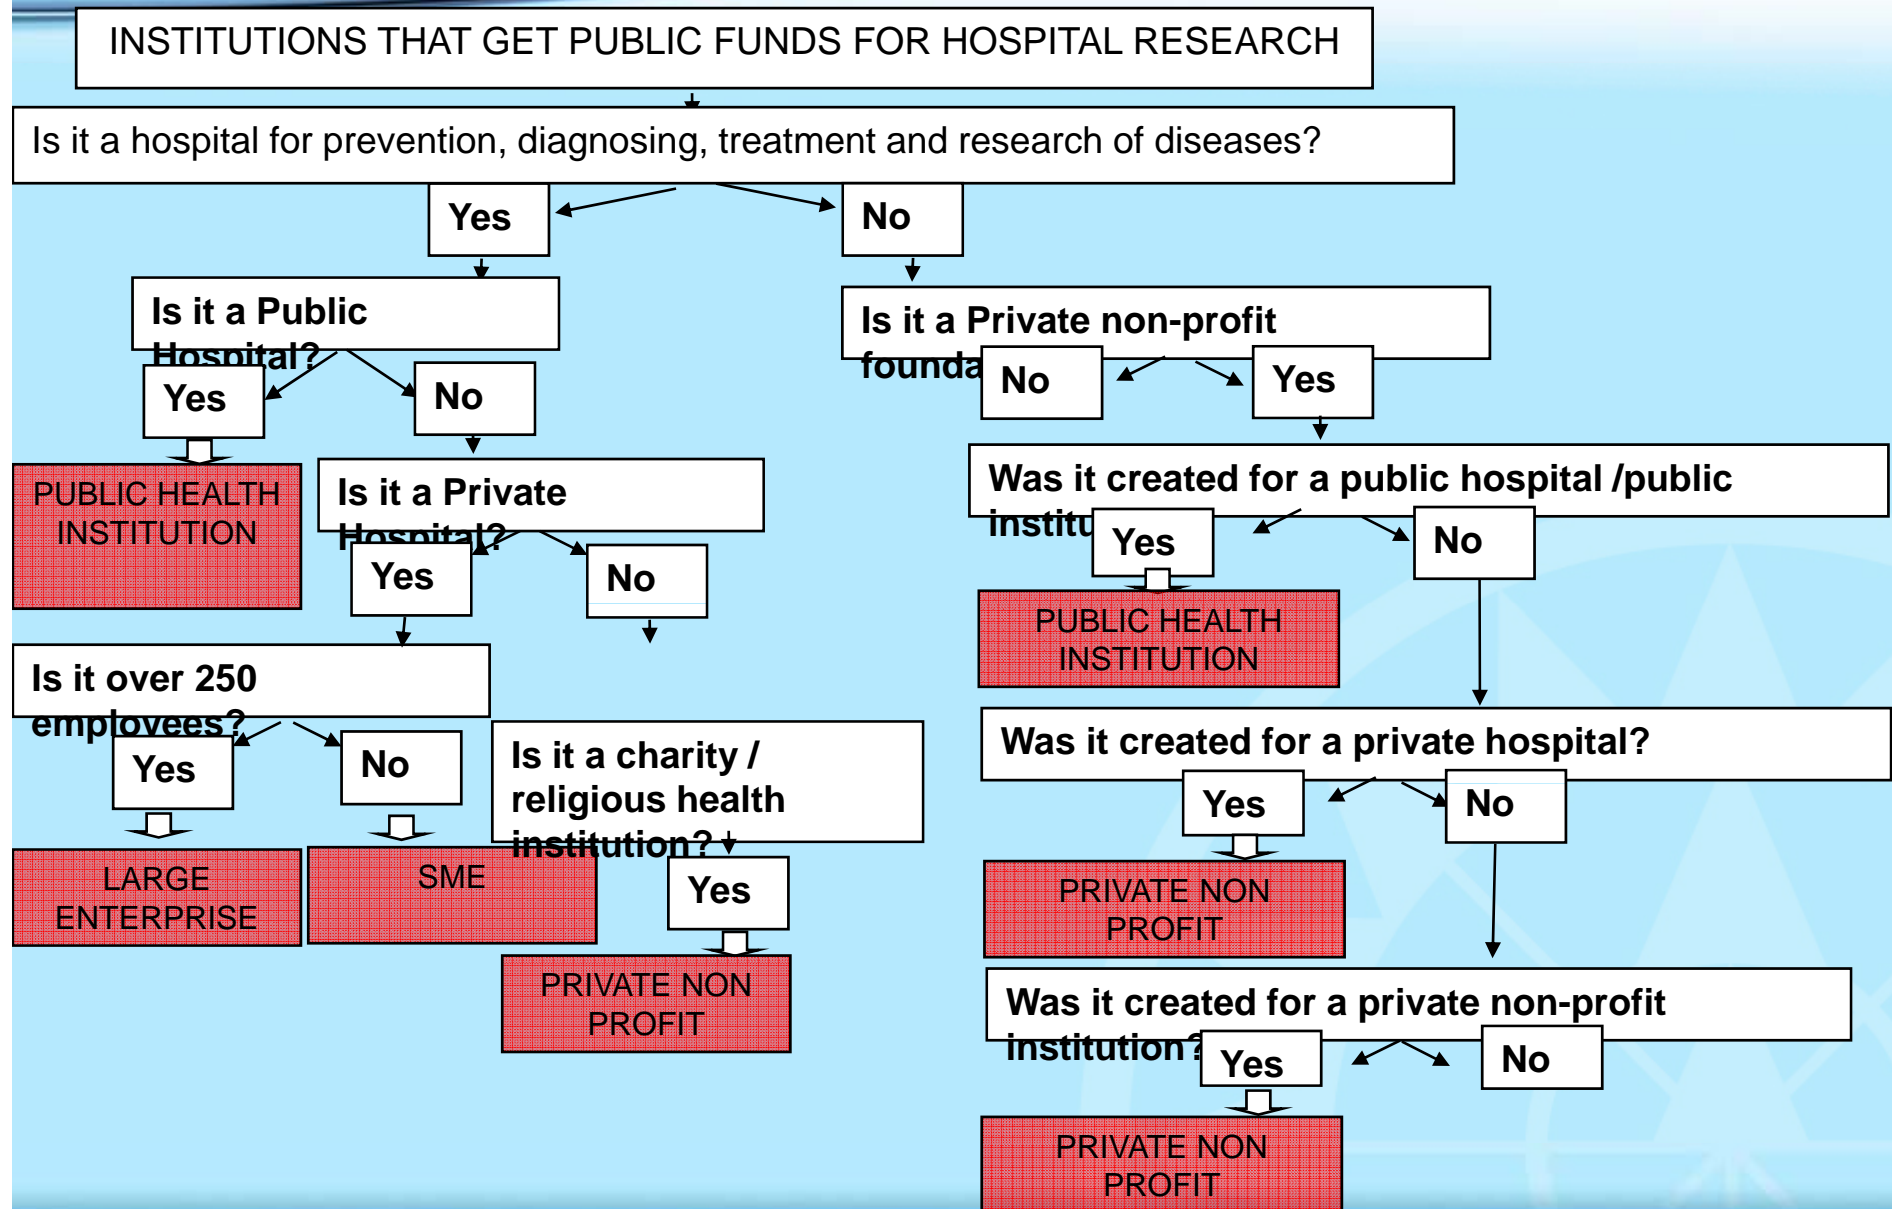 INSTITUTIONS THAT GET PUBLIC FUNDS FOR HOSPITAL RESEARCH
Is it a hospital for prevention, diagnosing, treatment and research of diseases?
Yes
No
Is it a Public
Hospital?
Is it a Private non-profit
Yes
No
No
Yes
PUBLIC HEALTH
INSTITUTION
Is it a Private
Hospital?
Was it created for a public hospital /public
Yes
No
Yes
No
PUBLIC HEALTH
INSTITUTION
Is it over 250
employees?
Yes
No
Is it a charity /
religious health
institution?
Was it created for a private hospital?
Yes
No
LARGE
ENTERPRISE
SME
Yes
PRIVATE NON
PROFIT
PRIVATE NON
PROFIT
Was it created for a private non-profit
institution?
Yes
No
PRIVATE NON
PROFIT